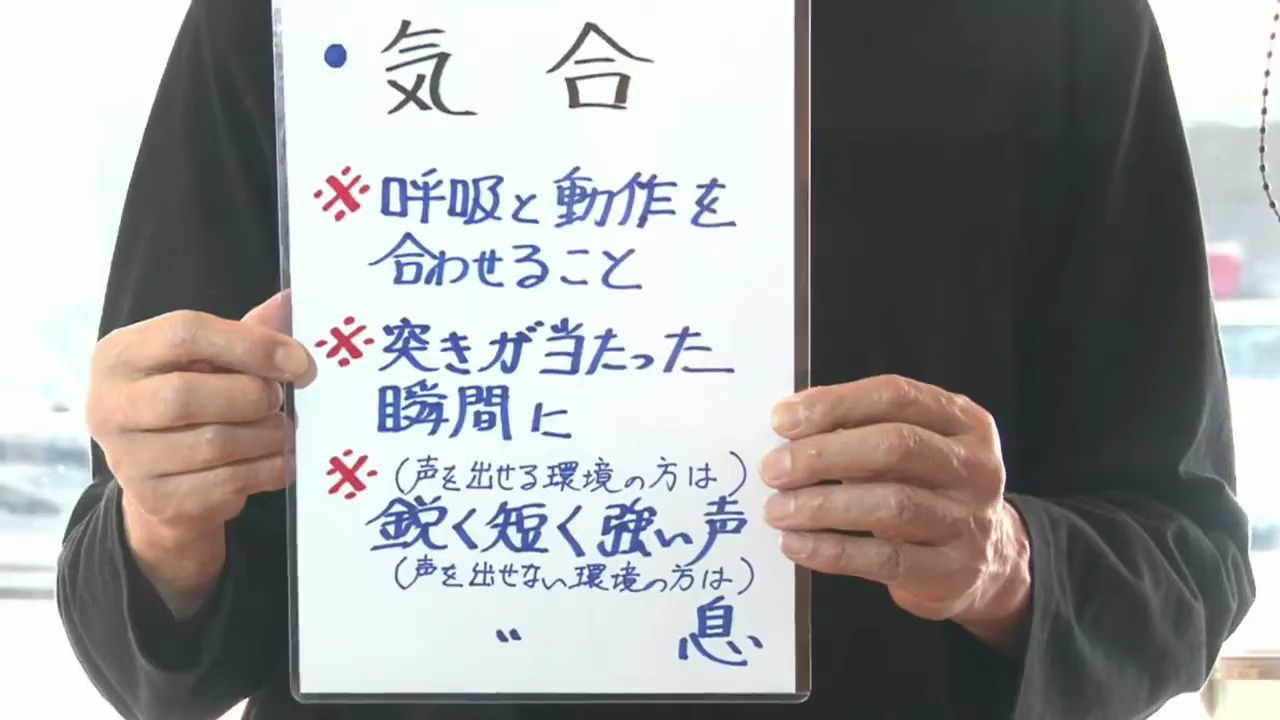 ● 気合
※ 呼吸と動作を
合わせること
※ 突きが当たった
瞬間に
※ (声を出せる環境の方は)
鋭く短く強い声
(声を出せない環境の方は)
〃 息